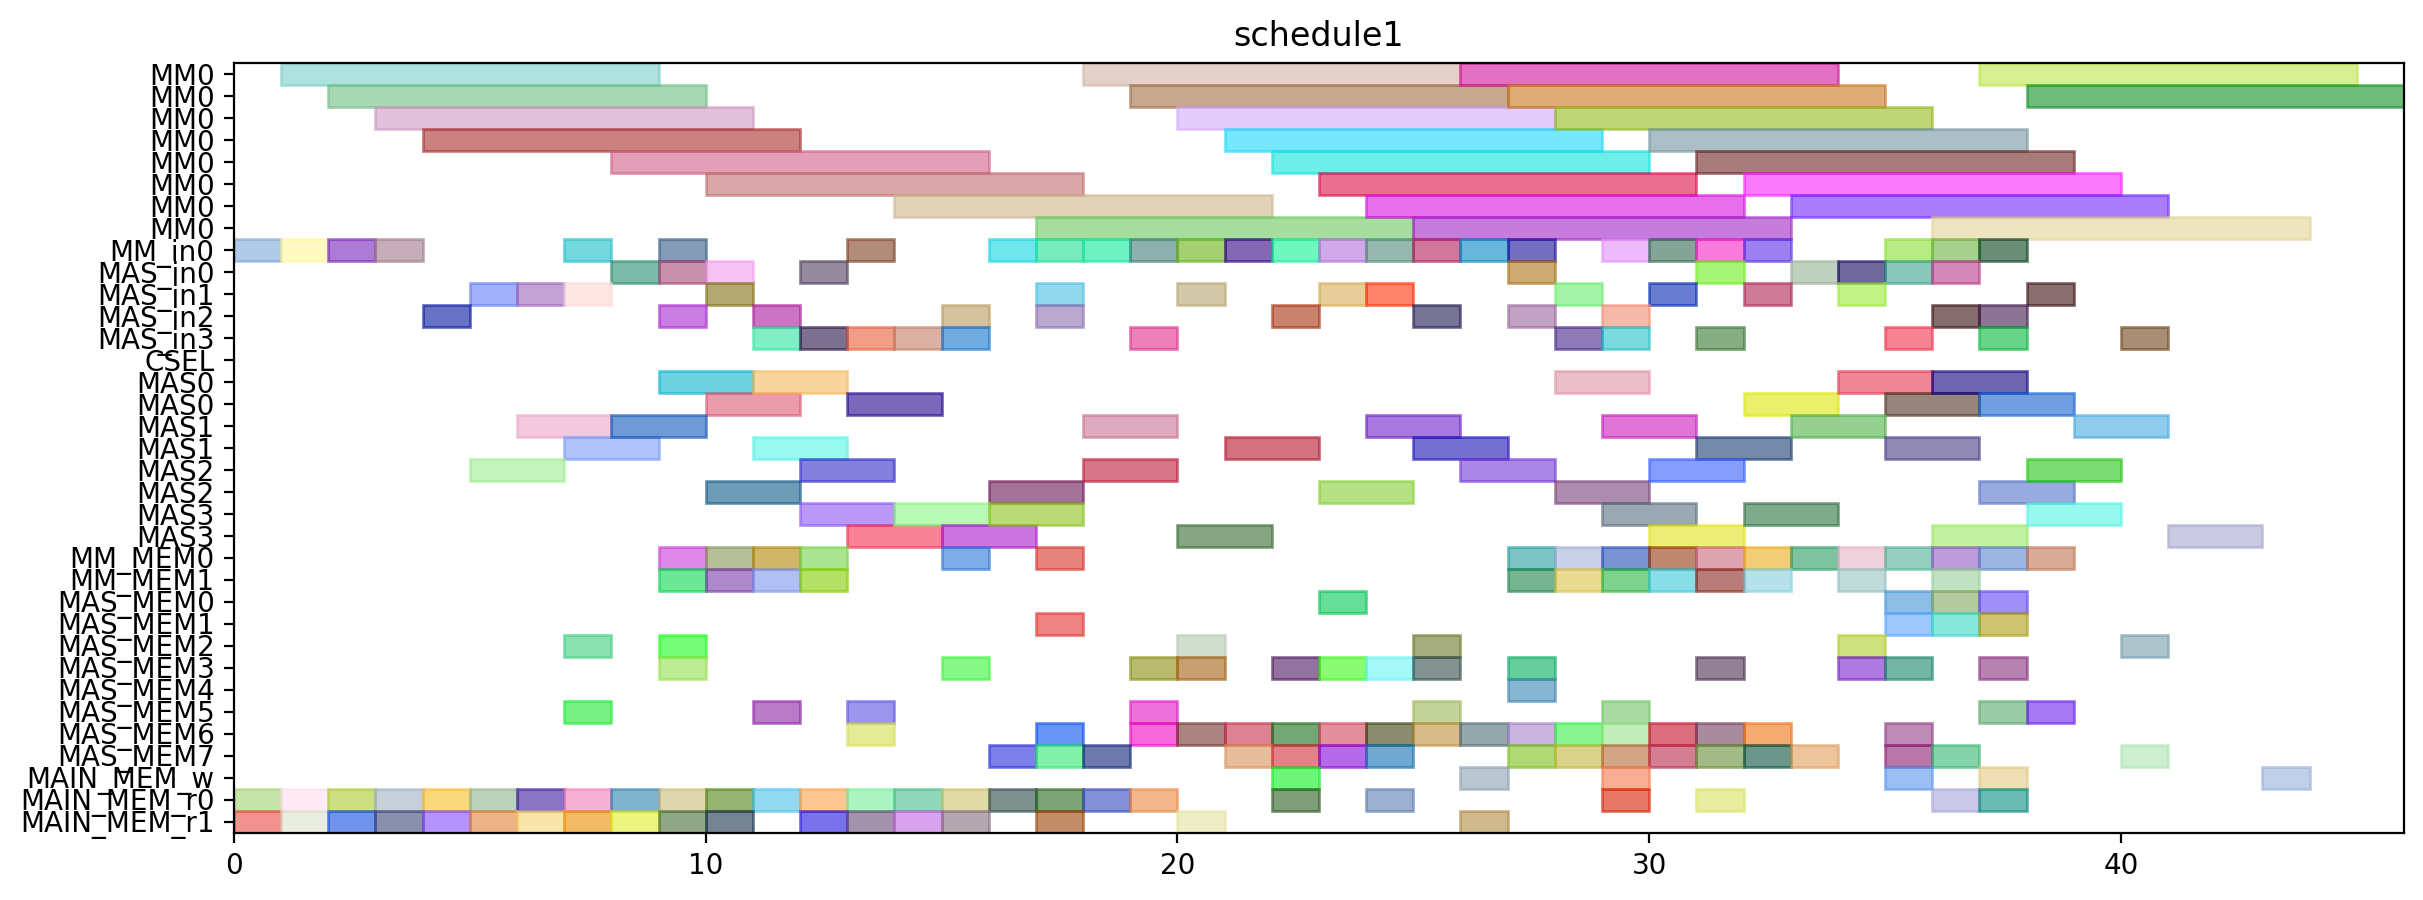 schedule1
MM0
MM0
MM0
MM0
MM0
MM0
MM0
MM0
MM_in0
MAS_in0
MAS_in1
MAS_in2
MAS_in3
CSEL
MAS0
MAS0
MAS1
MAS1
MAS2
MAS2
MAS3
MAS3
MM_MEM0
MM_MEM1
MAS_MEM0
MAS_MEM1
MAS_MEM2
MAS_MEM3
MAS_MEM4
MAS_MEM5
MAS_MEM6
MAS_MEM7
MAIN_MEM_w
MAIN_MEM_r0
MAIN_MEM_r1
0 10 20 30 40